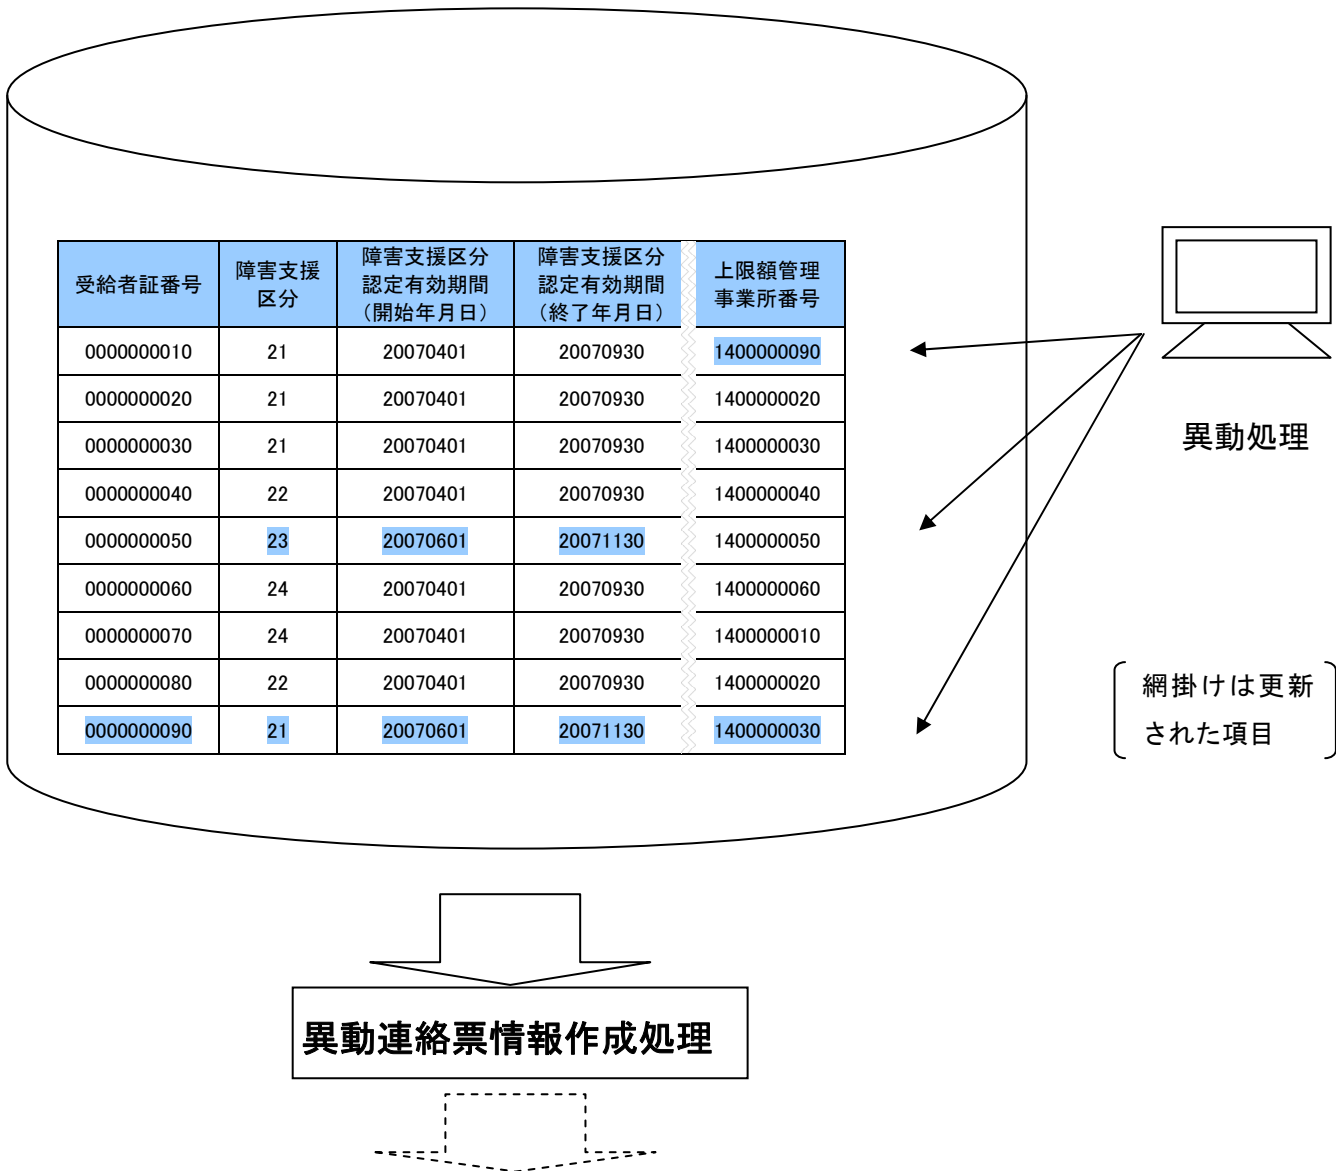 受給者証番号 障害支援区分 障害支援区分認定有効期間（開始年月日） 障害支援区分認定有効期間（終了年月日） 上限額管理事業所番号
0000000010 21 20070401 20070930 1400000090
0000000020 21 20070401 20070930 1400000020
0000000030 21 20070401 20070930 1400000030
0000000040 22 20070401 20070930 1400000040
0000000050 23 20070601 20071130 1400000050
0000000060 24 20070401 20070930 1400000060
0000000070 24 20070401 20070930 1400000010
0000000080 22 20070401 20070930 1400000020
0000000090 21 20070601 20071130 1400000030
異動処理
網掛けは更新
された項目
異動連絡票情報作成処理